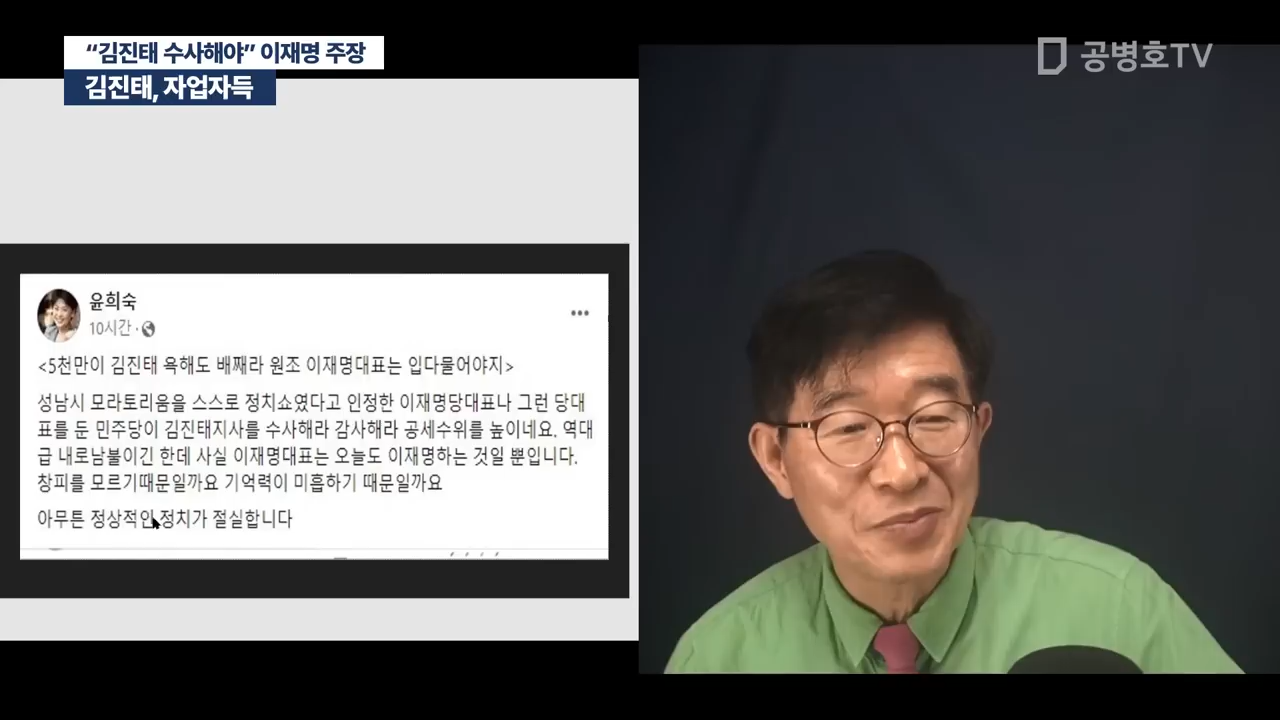 “김진태 수사해야” 이재명 주장
김진태, 자업자득
공병호TV
윤희숙
10시간 ·
<5천만이 김진태 욕해도 배째라 원조 이재명대표는 입다물어야지>
성남시 모라토리움을 스스로 정치쇼였다고 인정한 이재명당대표나 그런 당대
표를 둔 민주당이 김진태지사를 수사해라 감사해라 공세수위를 높이네요. 역대
급 내로남불이긴 한데 사실 이재명대표는 오늘도 이재명하는 것일 뿐입니다.
창피를 모르기때문일까요 기억력이 미흡하기 때문일까요
아무튼 정상적인 정치가 절실합니다